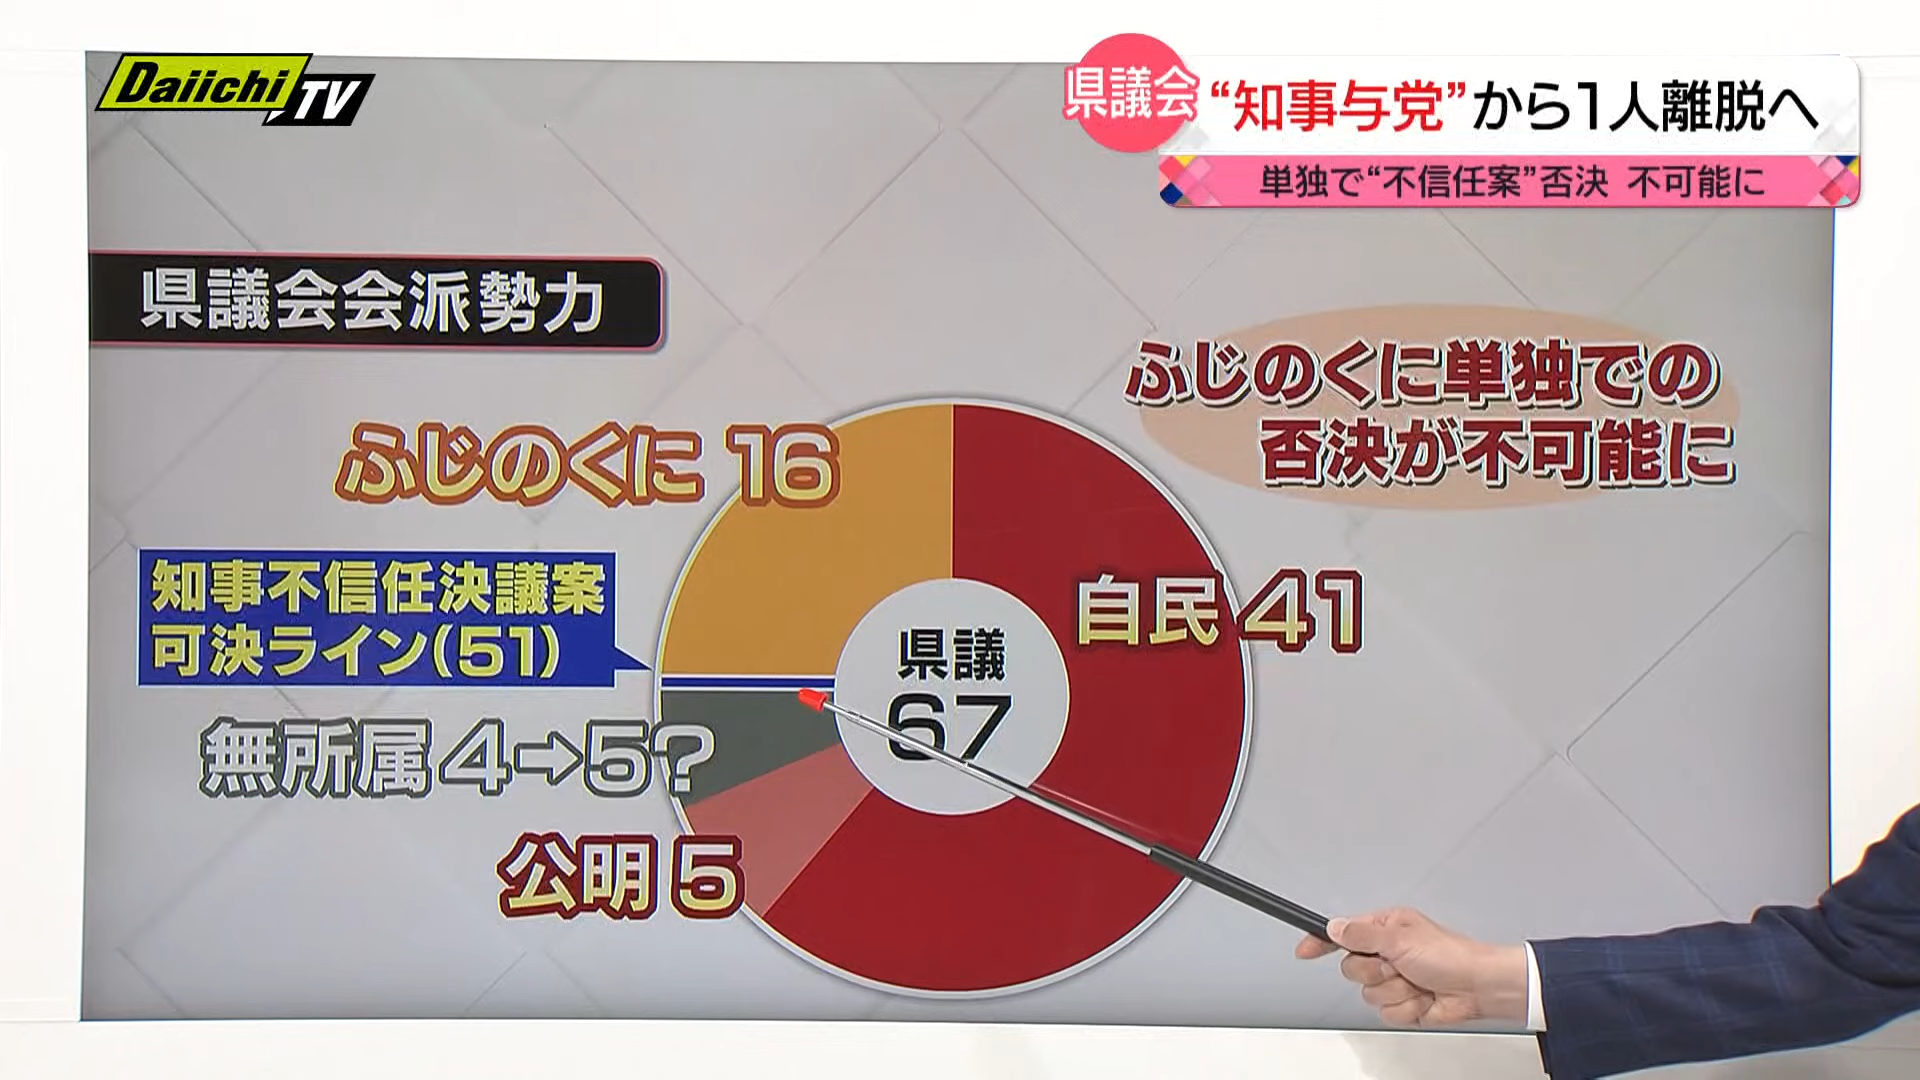 Daiichi TV
県議会
“知事与党”から1人離脱へ
単独で“不信任案”否決 不可能に
県議会会派勢力
ふじのくに単独での
否決が不可能に
ふじのくに 16
自民 41
知事不信任決議案
可決ライン(51)
県議
67
無所属4➡5?
公明 5